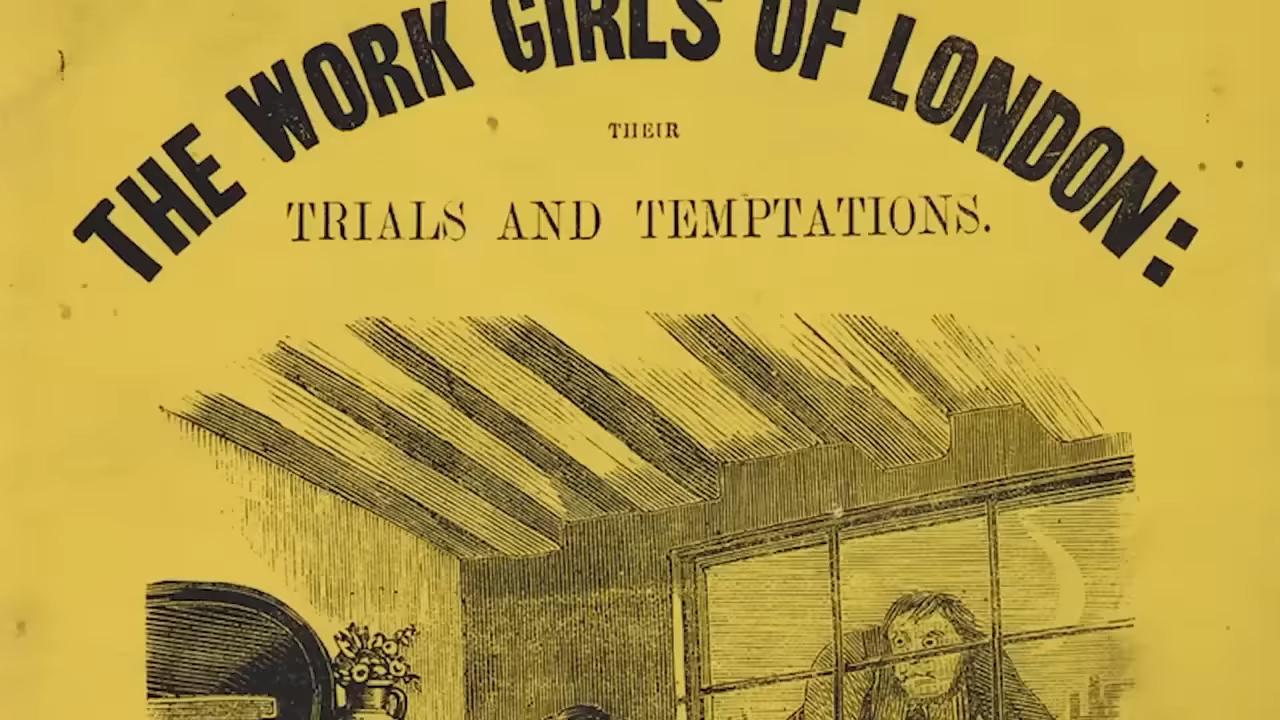 THE WORK GIRLS OF LONDON:
THEIR
TRIALS AND TEMPTATIONS.